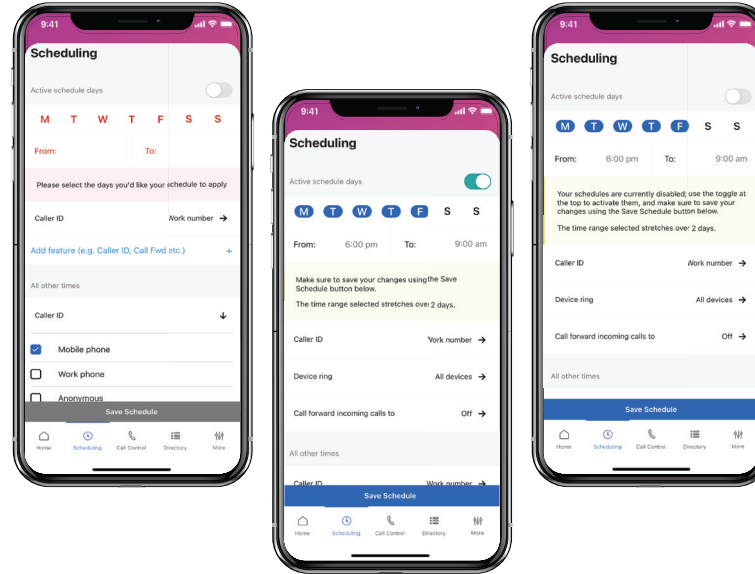 9:41
Scheduling
Active schedule days
M T W T F S S
From: To:
Please select the days you'd like your schedule to apply
Caller ID Work number →
Add feature (e.g. Caller ID, Call Fwd etc.) +
All other times
Caller ID ↓
Mobile phone
Work phone
Anonymous
Save Schedule
Home Scheduling Call Control Directory More
9:41
Scheduling
Active schedule days
M T W T F S S
From: 6:00 pm To: 9:00 am
Make sure to save your changes using the Save
Schedule button below.
The time range selected stretches over 2 days.
Caller ID Work number →
Device ring All devices →
Call forward incoming calls to Off →
All other times
Caller ID Work number →
Save Schedule
Home Scheduling Call Control Directory More
9:41
Scheduling
Active schedule days
M T W T F S S
From: 6:00 pm To: 9:00 am
Your schedules are currently disabled; use the toggle at
the top to activate them, and make sure to save your
changes using the Save Schedule button below.
The time range selected stretches over 2 days.
Caller ID Work number →
Device ring All devices →
Call forward incoming calls to Off →
All other times
Save Schedule
Home Scheduling Call Control Directory More